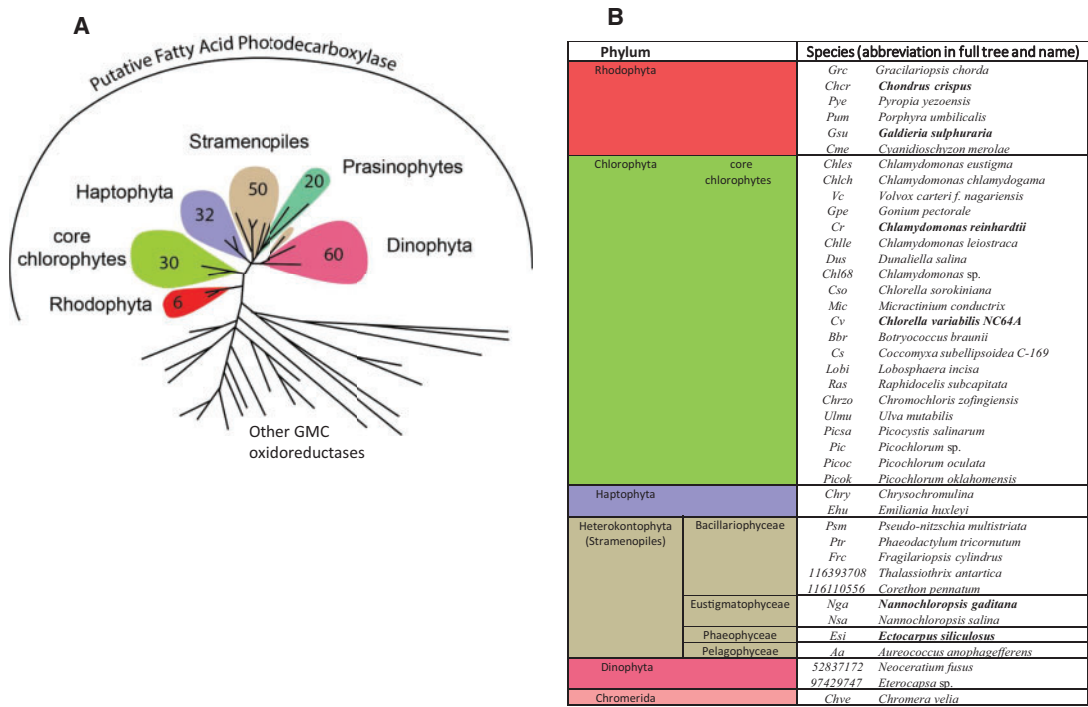 A
Putative Fatty Acid Photodecarboxylase
Stramenopiles
Prasinophytes
Haptophyta
50
20
32
core
chlorophytes
Dinophyta
30
60
Rhodophyta
6
Other GMC
oxidoreductases
B
Phylum Species (abbreviation in full tree and name)
Rhodophyta Grc Gracilariopsis chorda
Chcr Chondrus crispus
Pye Pyropia yezoensis
Pum Porphyra umbilicalis
Gsu Galdieria sulphuraria
Cme Cyanidioschyzon merolae
Chlorophyta core Chles Chlamydomonas eustigma
chlorophytes Chlch Chlamydomonas chlamydogama
Vc Volvox carteri f. nagariensis
Gpe Gonium pectorale
Cr Chlamydomonas reinhardtii
Chlle Chlamydomonas leiostraca
Dus Dunaliella salina
Chl68 Chlamydomonas sp.
Cso Chlorella sorokiniana
Mic Micractinium conductrix
Cv Chlorella variabilis NC64A
Bbr Botryococcus braunii
Cs Coccomyxa subellipsoidea C-169
Lobi Lobosphaera incisa
Ras Raphidocelis subcapitata
Chrzo Chromochloris zofingiensis
Ulmu Ulva mutabilis
Picsa Picocystis salinarum
Pic Picochlorum sp.
Picoc Picochlorum oculata
Picok Picochlorum oklahomensis
Haptophyta Chry Chrysochromulina
Ehu Emiliania huxleyi
Heterokontophyta Bacillariophyceae Psm Pseudo-nitzschia multistriata
(Stramenopiles) Ptr Phaeodactylum tricornutum
Frc Fragilariopsis cylindrus
116393708 Thalassiothrix antartica
116110556 Corethon pennatum
Eustigmatophyceae Nga Nannochloropsis gaditana
Nsa Nannochloropsis salina
Phaeophyceae Esi Ectocarpus siliculosus
Pelagophyceae Aa Aureococcus anophagefferens
Dinophyta 52837172 Neoceratium fusus
97429747 Eterocapsa sp.
Chromerida Chve Chromera velia